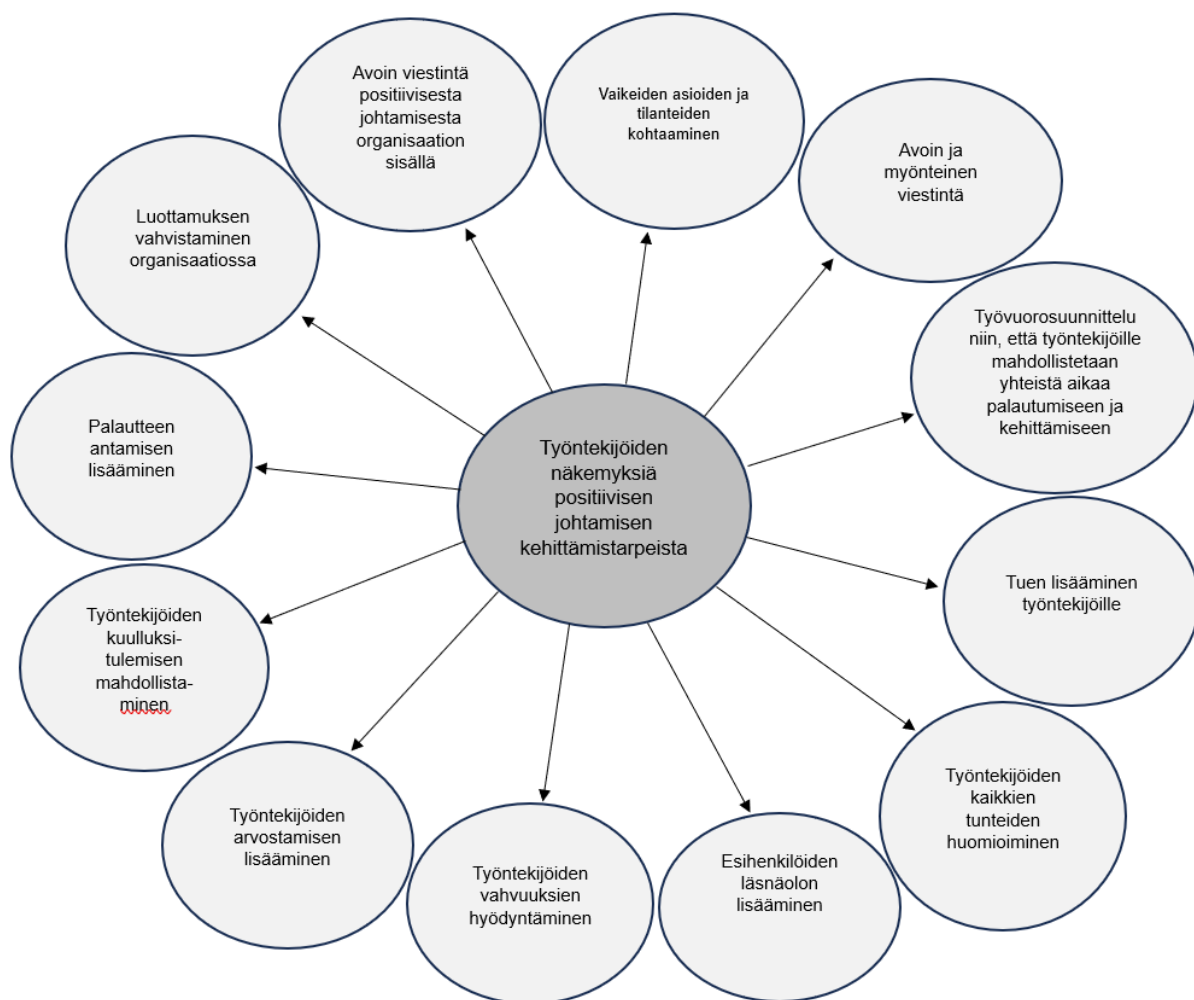 Avoin viestintä
positiivisesta
johtamisesta
organisaation
sisällä
Vaikeiden asioiden ja
tilanteiden
kohtaaminen
Avoin ja
myönteinen
viestintä
Työvuorosuunnittelu
niin, että työntekijöille
mahdollistetaan
yhteistä aikaa
palautumiseen ja
kehittämiseen
Tuen lisääminen
työntekijöille
Työntekijöiden
kaikkien
tunteiden
huomioiminen
Esihenkilöiden
läsnäolon
lisääminen
Työntekijöiden
vahvuuksien
hyödyntäminen
Työntekijöiden
arvostamisen
lisääminen
Työntekijöiden
kuulluksi-
tulemisen
mahdollista-
minen
Palautteen
antamisen
lisääminen
Luottamuksen
vahvistaminen
organisaatiossa
Työntekijöiden
näkemyksiä
positiivisen
johtamisen
kehittämistarpeista